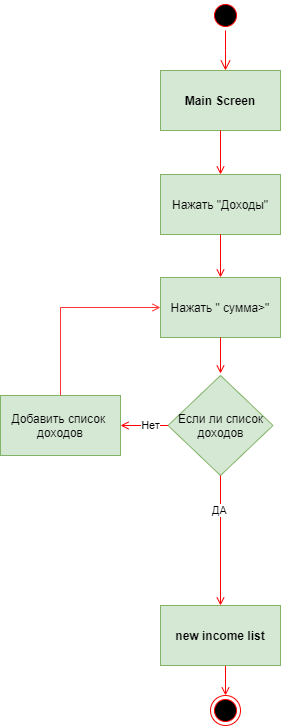 Main Screen
Нажать "Доходы"
Нажать " сумма>"
Если ли список
доходов
Нет
Добавить список
доходов
ДА
new income list